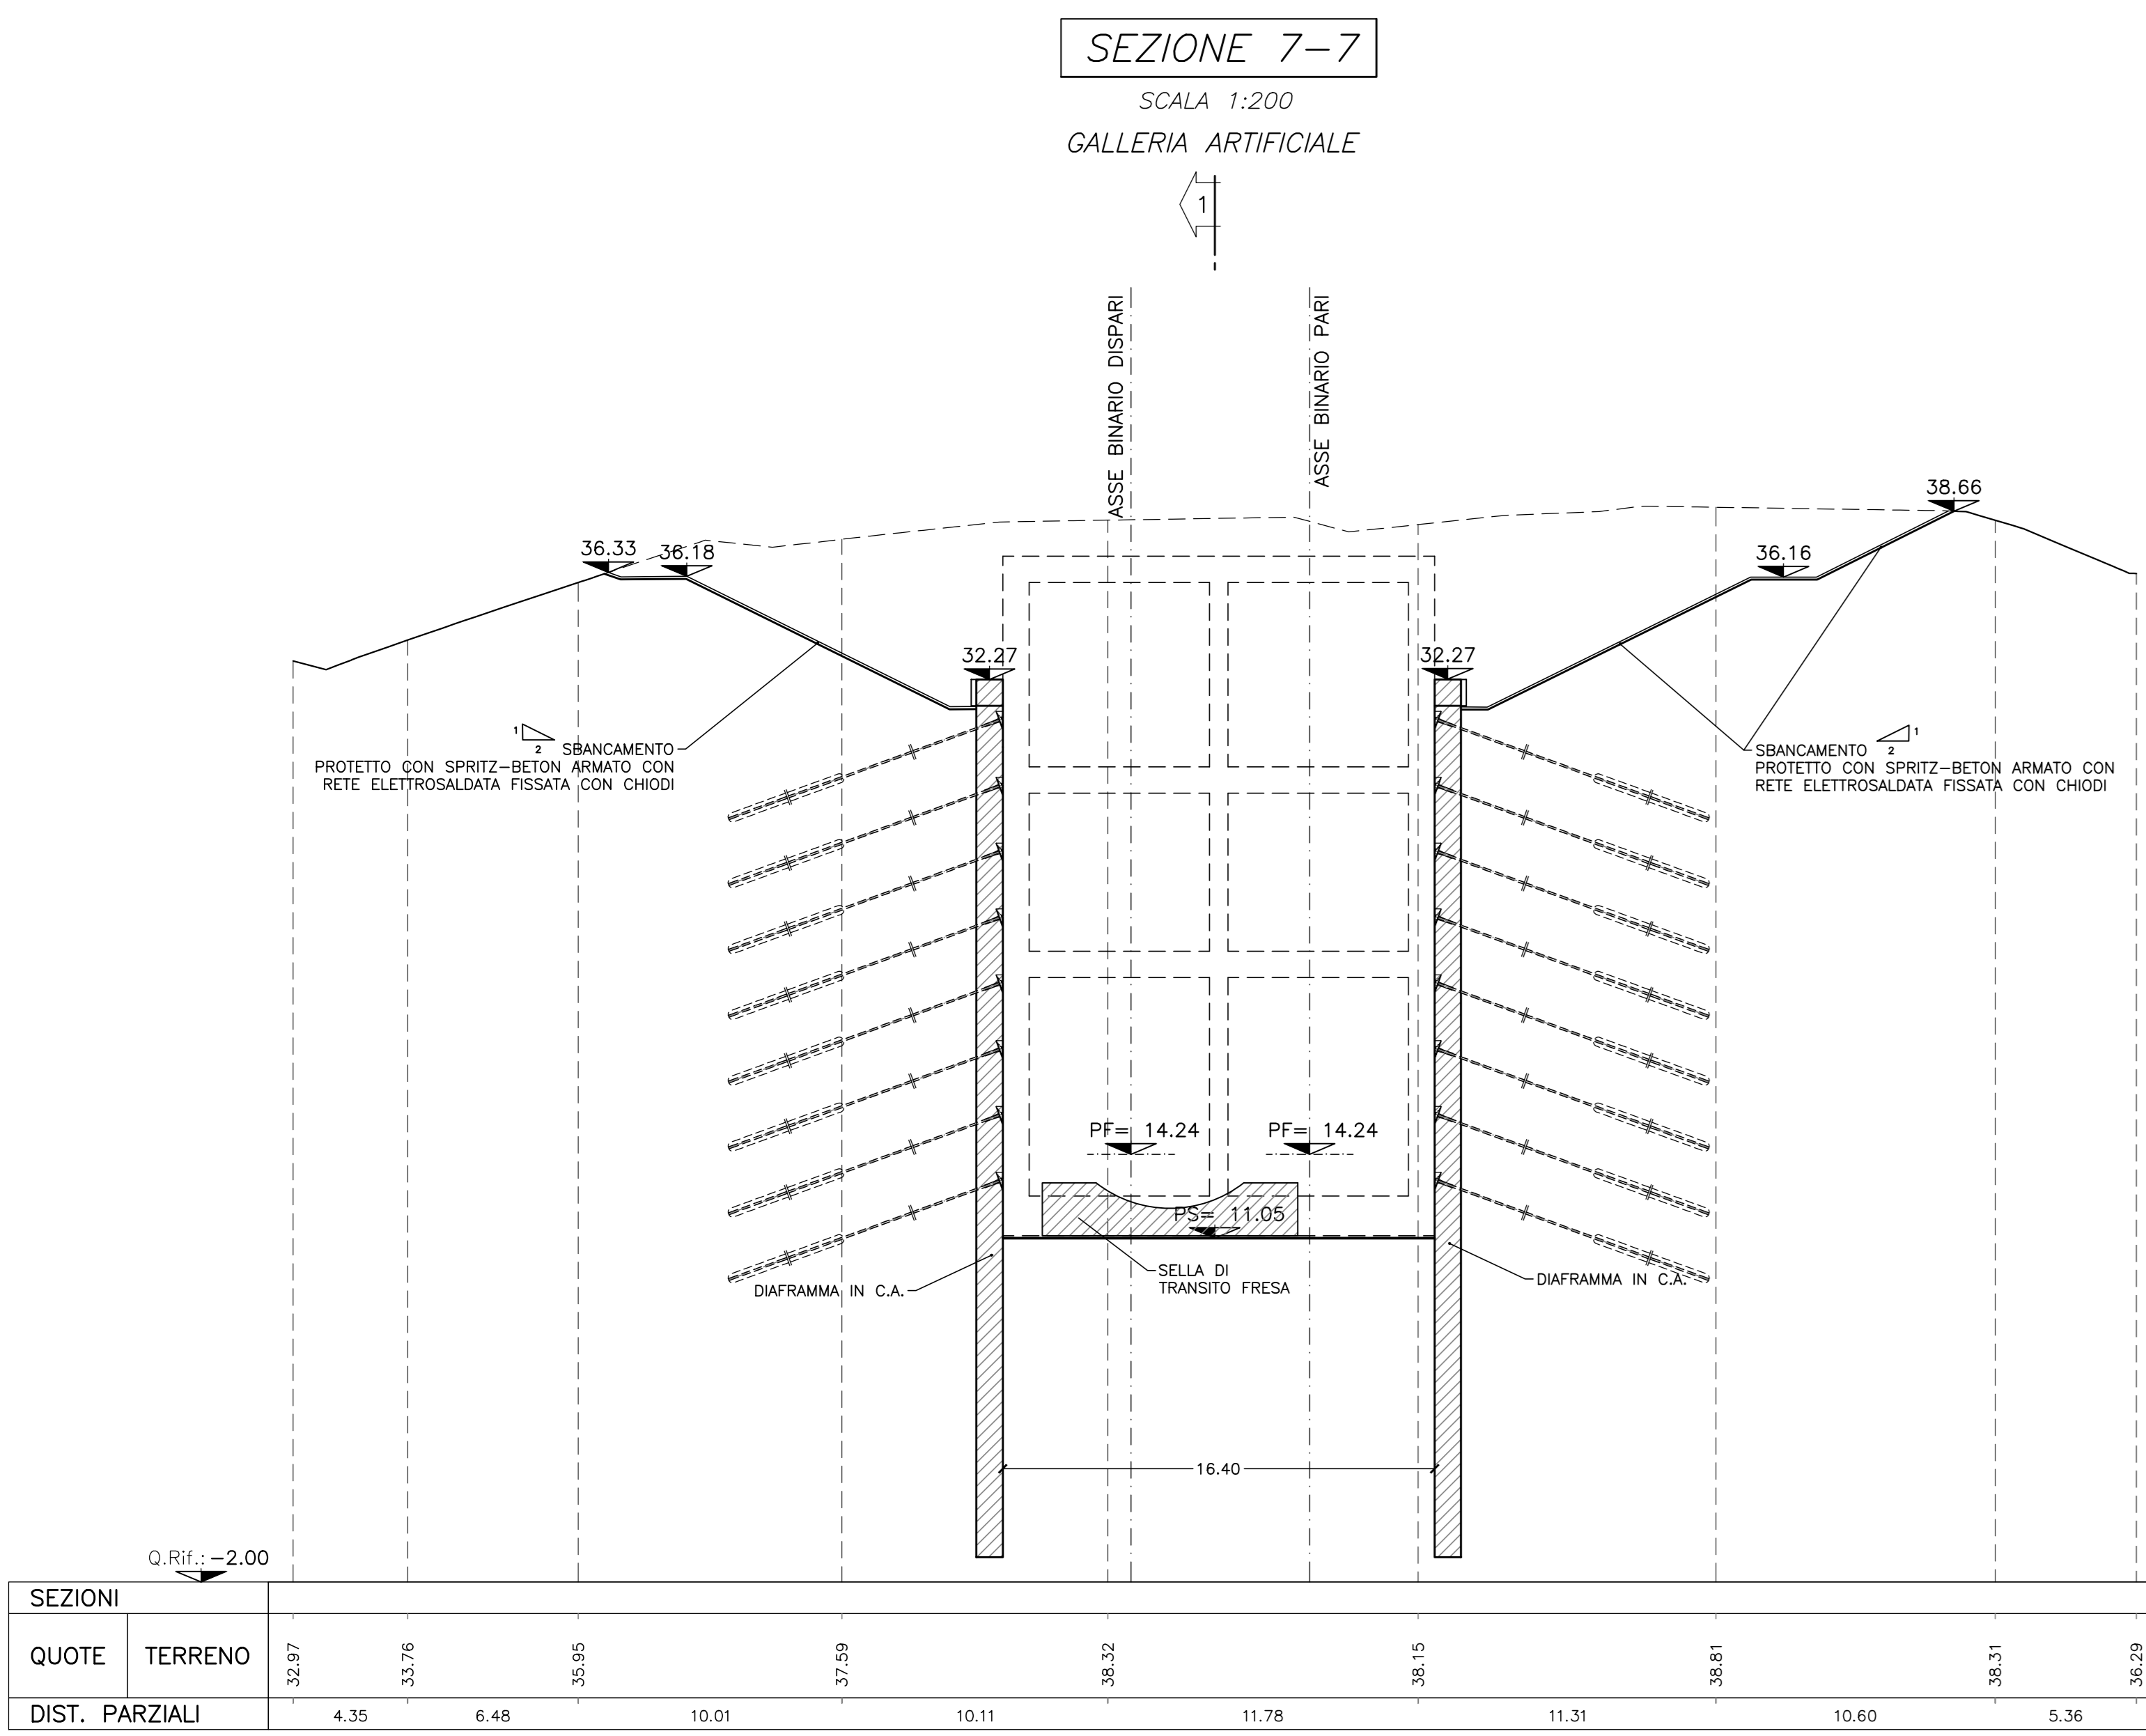 SEZIONE 7-7
SCALA 1:200
GALLERIA ARTIFICIALE
1
ASSE BINARIO DISPARI
ASSE BINARIO PARI
38.66
36.33
36.18
36.16
32.27
32.27
1
2
SBANCAMENTO
PROTETTO CON SPRITZ-BETON ARMATO CON
RETE ELETTROSALDATA FISSATA CON CHIODI
SBANCAMENTO
1
2
PROTETTO CON SPRITZ-BETON ARMATO CON
RETE ELETTROSALDATA FISSATA CON CHIODI
PF= 14.24
PF= 14.24
PS= 11.05
SELLA DI
TRANSITO FRESA
DIAFRAMMA IN C.A.
DIAFRAMMA IN C.A.
16.40
Q.Rif.: -2.00
SEZIONI
QUOTE TERRENO 32.97 33.76 35.95 37.59 38.32 38.15 38.81 38.31 36.29
DIST. PARZIALI 4.35 6.48 10.01 10.11 11.78 11.31 10.60 5.36